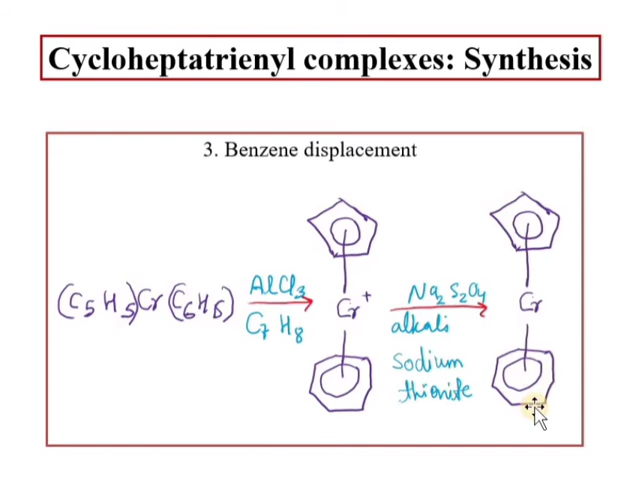 Cycloheptatrienyl complexes: Synthesis
3. Benzene displacement
(C5H5)Cr(C6H6)
AlCl3
C7H8
Cr+
Na2S2O4
alkali
sodium
thionite
Cr